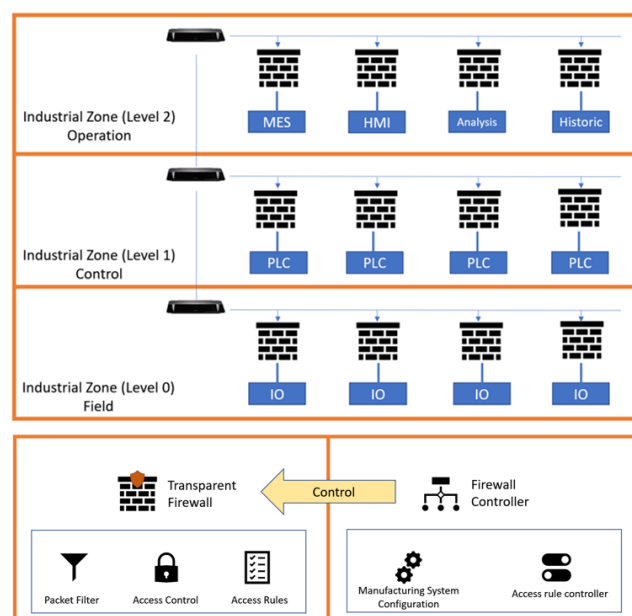 Industrial Zone (Level 2)
Operation
MES
HMI
Analysis
Historic
Industrial Zone (Level 1)
Control
PLC
PLC
PLC
PLC
Industrial Zone (Level 0)
Field
IO
IO
IO
IO
Transparent
Firewall
Control
Firewall
Controller
Packet Filter
Access Control
Access Rules
Manufacturing System
Configuration
Access rule controller